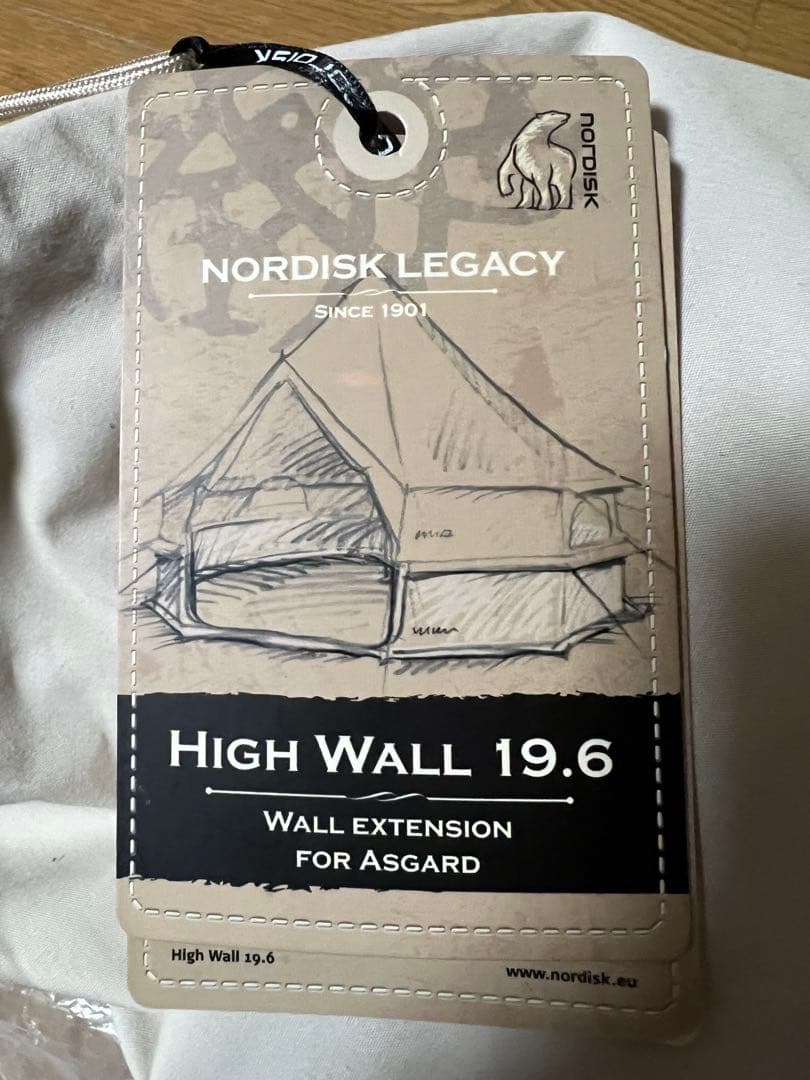 NORDISK
NORDISK LEGACY
SINCE 1901
HIGH WALL 19.6
WALL EXTENSION
FOR ASGARD
High Wall 19.6
www.nordisk.eu